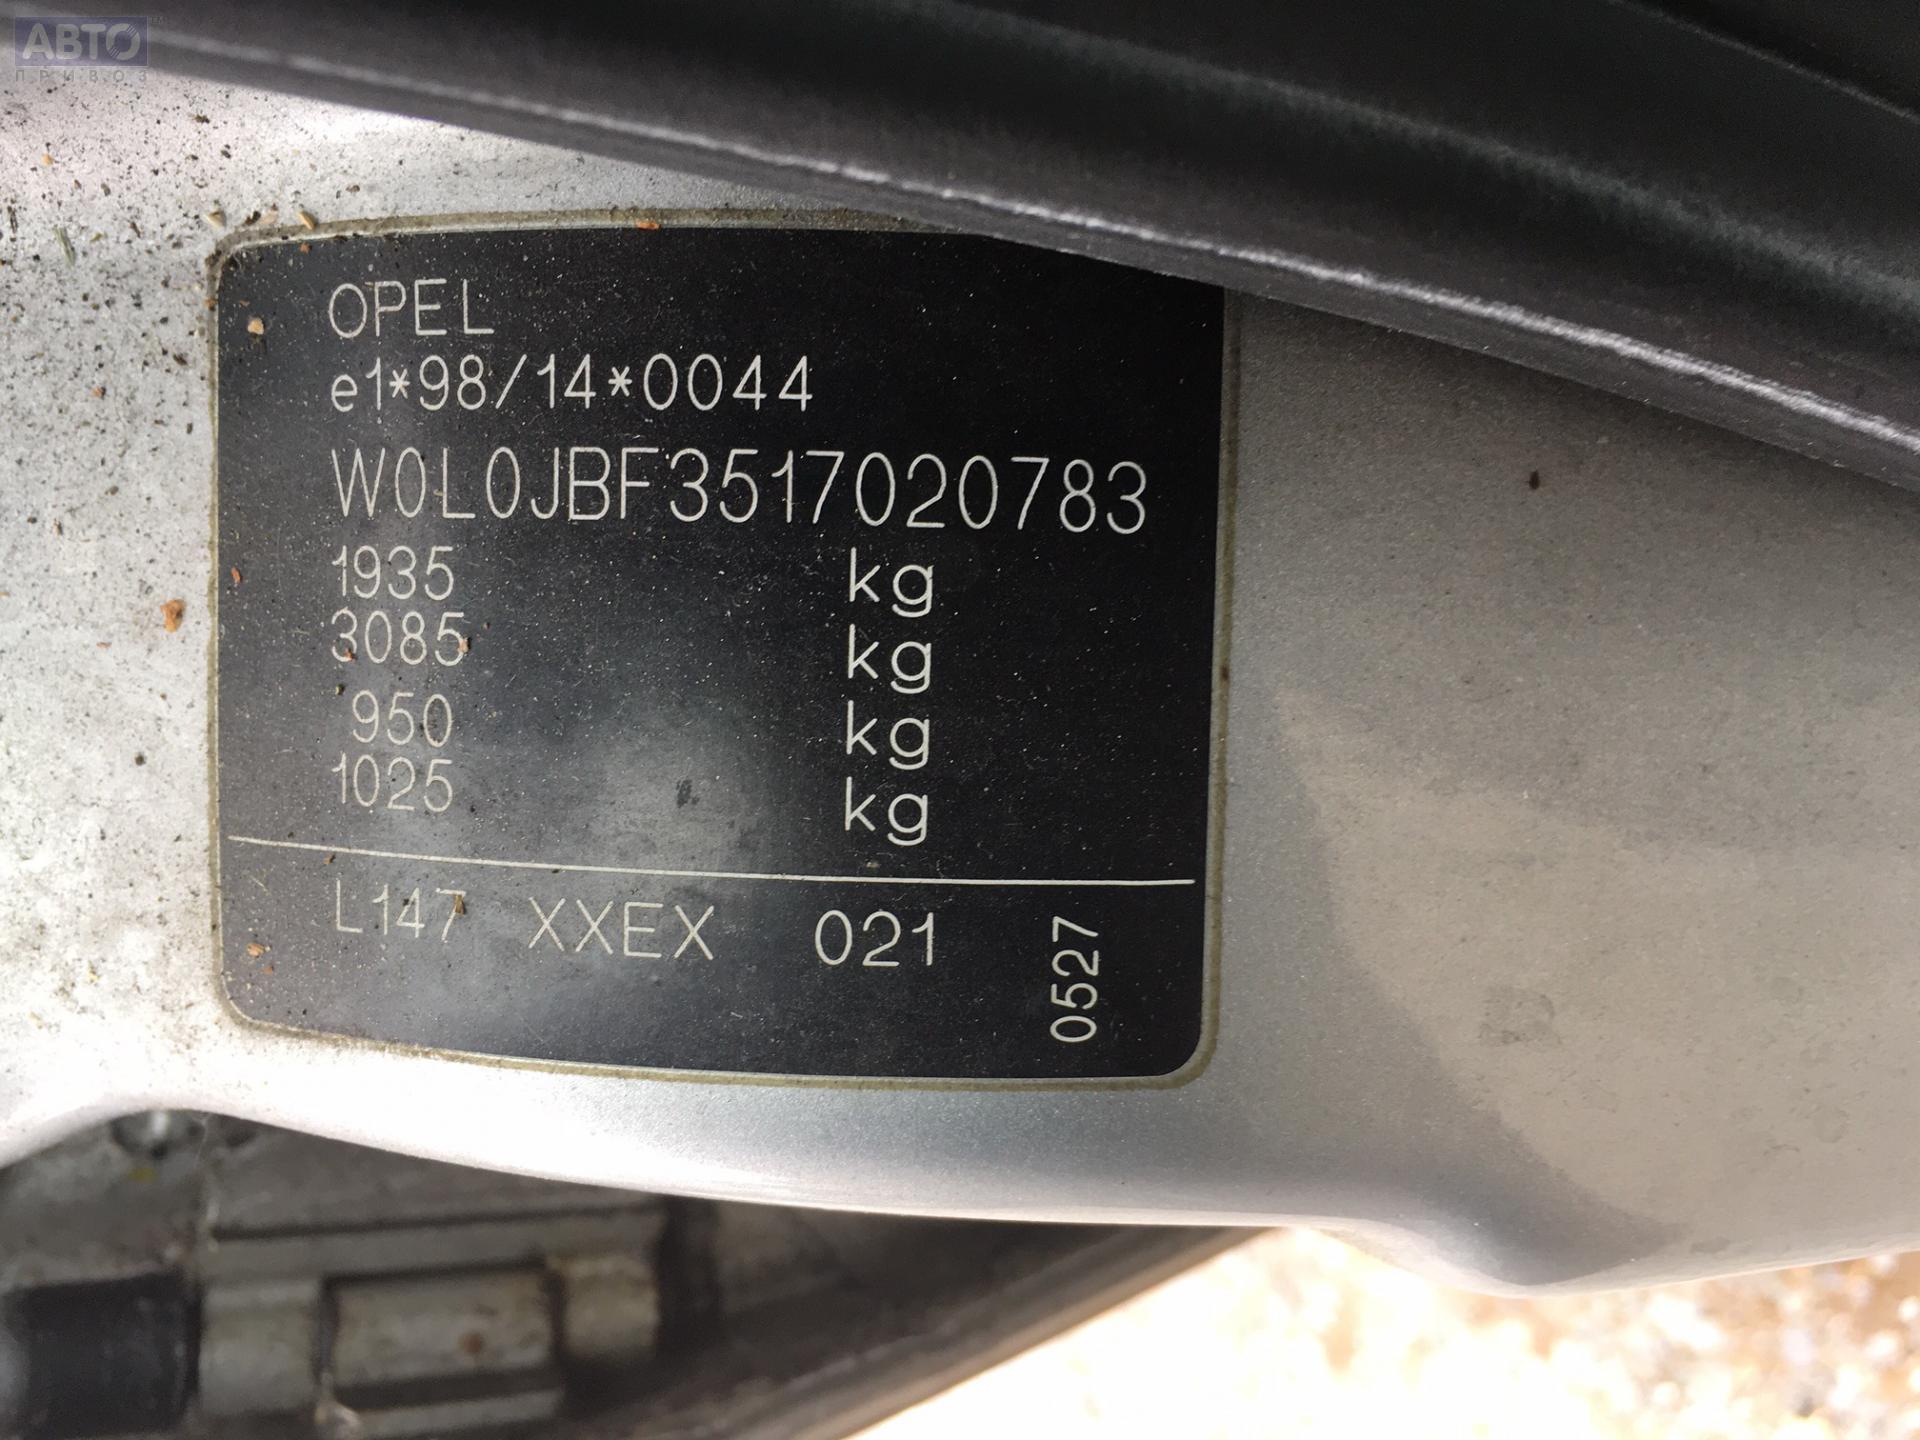 АВТО
ПРИВОЗ
OPEL
e1*98/14*0044
W0L0JBF3517020783
1935 kg
3085 kg
950 kg
1025 kg
L147 XXEX 021 0527